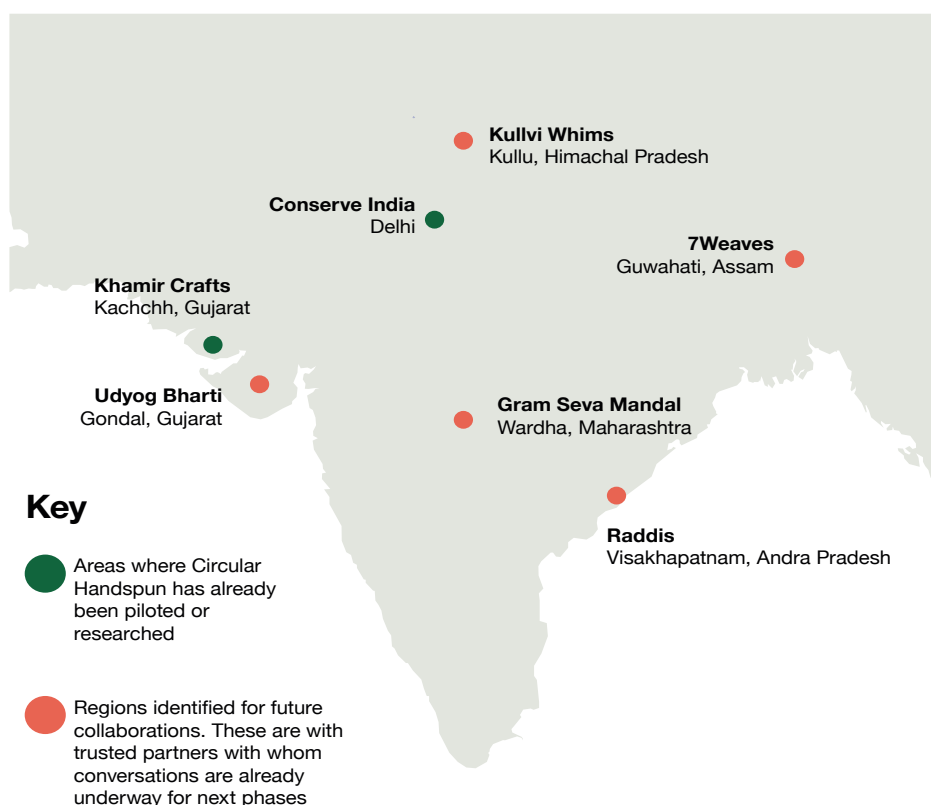 Kullvi Whims
Kullu, Himachal Pradesh
Conserve India
Delhi
7Weaves
Guwahati, Assam
Khamir Crafts
Kachchh, Gujarat
Udyog Bharti
Gondal, Gujarat
Gram Seva Mandal
Wardha, Maharashtra
Raddis
Visakhapatnam, Andra Pradesh
Key
Areas where Circular
Handspun has already
been piloted or
researched
Regions identified for future
collaborations. These are with
trusted partners with whom
conversations are already
underway for next phases